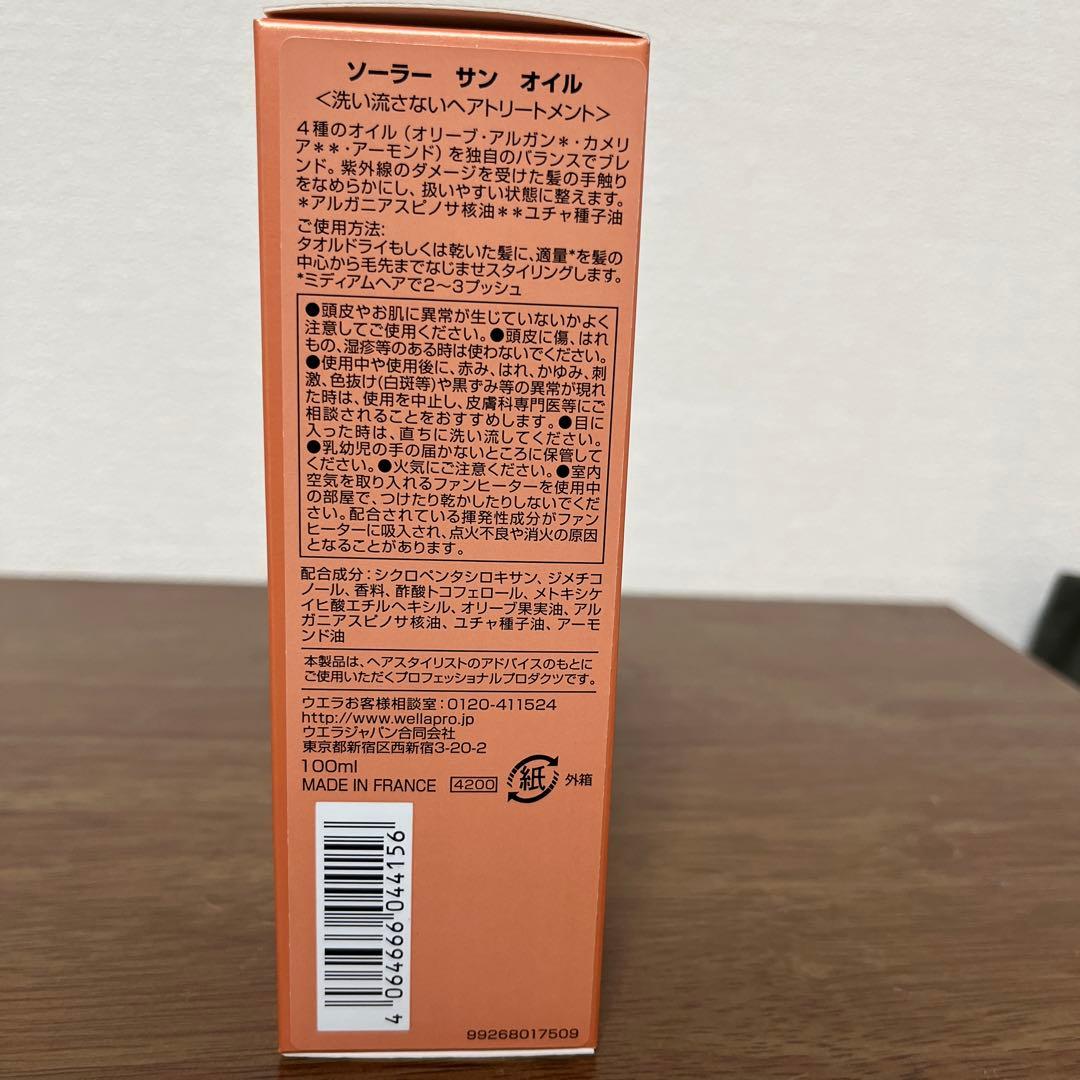 ソーラー サン オイル
＜洗い流さないヘアトリートメント＞
4種のオイル（オリーブ・アルガン＊・カメリ
ア＊＊・アーモンド）を独自のバランスでブレ
ンド。紫外線のダメージを受けた髪の手触り
をなめらかにし、扱いやすい状態に整えます。
＊アルガニアスピノサ核油＊＊ユチャ種子油
ご使用方法:
タオルドライもしくは乾いた髪に、適量*を髪の
中心から毛先までなじませスタイリングします。
*ミディアムヘアで2〜3プッシュ
●頭皮やお肌に異常が生じていないかよく
注意してご使用ください。●頭皮に傷、はれ
もの、湿疹等のある時は使わないでください。
●使用中や使用後に、赤み、はれ、かゆみ、刺
激、色抜け(白斑等)や黒ずみ等の異常が現れ
た時は、使用を中止し、皮膚科専門医等にご
相談されることをおすすめします。●目に
入った時は、直ちに洗い流してください。
●乳幼児の手の届かないところに保管して
ください。●火気にご注意ください。●室内
空気を取り入れるファンヒーターを使用中
の部屋で、つけたり乾かしたりしないでくだ
さい。配合されている揮発性成分がファン
ヒーターに吸入され、点火不良や消火の原因
となることがあります。
配合成分：シクロペンタシロキサン、ジメチコ
ノール、香料、酢酸トコフェロール、メトキシケ
イヒ酸エチルヘキシル、オリーブ果実油、アル
ガニアスピノサ核油、ユチャ種子油、アーモ
ンド油
本製品は、ヘアスタイリストのアドバイスのもとに
ご使用いただくプロフェッショナルプロダクツです。
ウエラお客様相談室：0120-411524
http://www.wellapro.jp
ウエラジャパン合同会社
東京都新宿区西新宿3-20-2
100ml
MADE IN FRANCE 4200 紙 外箱
4 064666 044156
99268017509